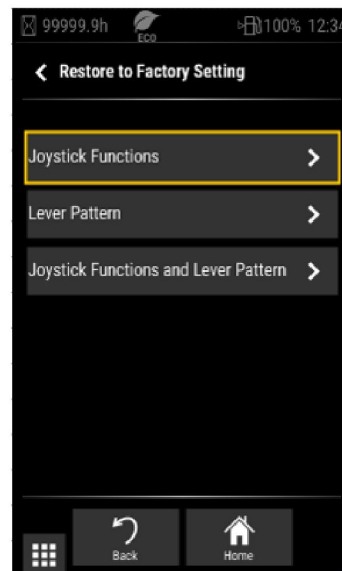 99999.9h ECO 100% 12:34
Restore to Factory Setting
Joystick Functions
Lever Pattern
Joystick Functions and Lever Pattern
Back Home